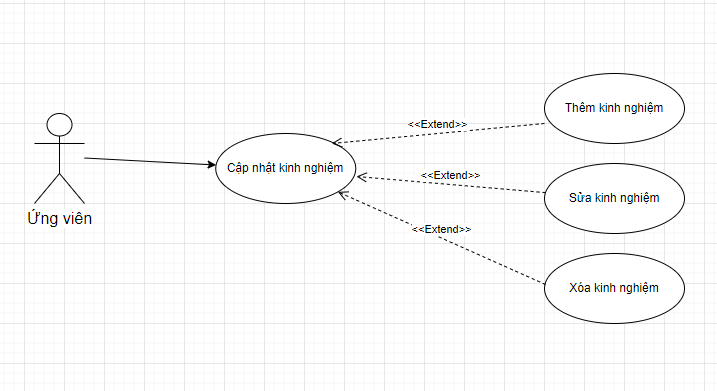 Thêm kinh nghiệm
<<Extend>>
Cập nhật kinh nghiệm
<<Extend>>
Sửa kinh nghiệm
Ứng viên
<<Extend>>
Xóa kinh nghiệm